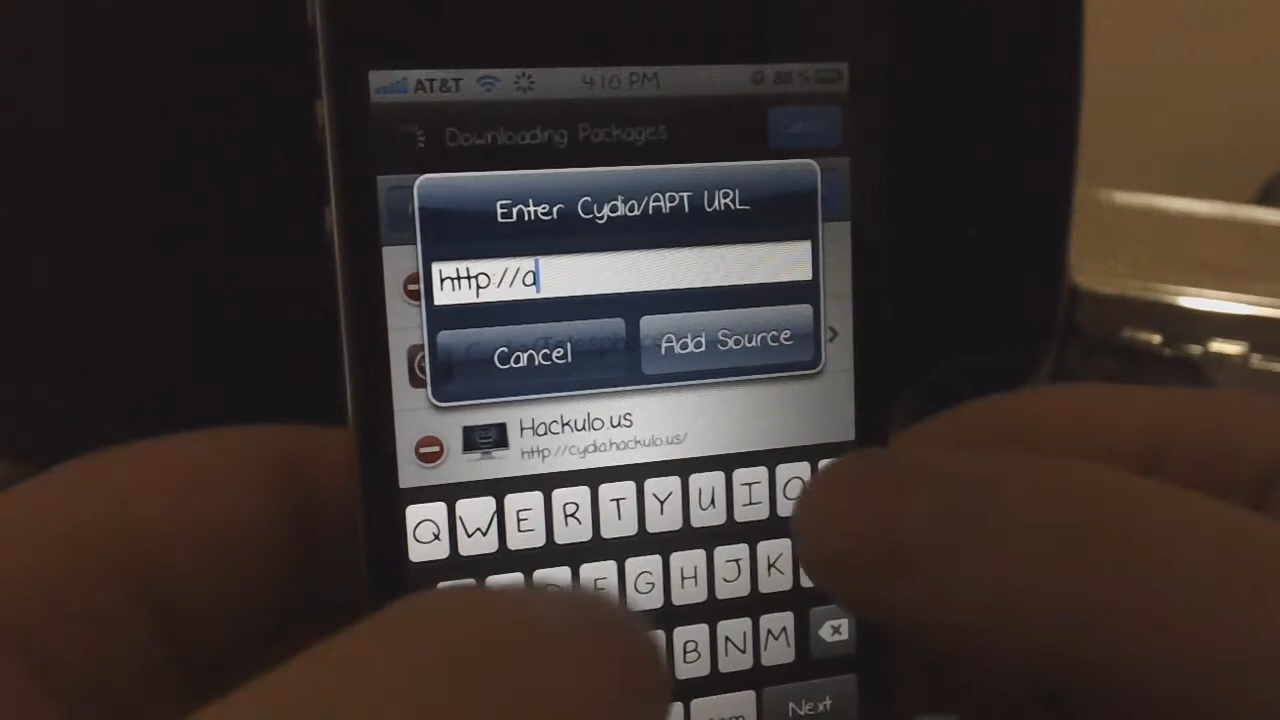 AT&T 4:10 PM 88%
Downloading Packages
Enter Cydia/APT URL
http://a
Cancel Add Source
Hackulo.us
http://cydia.hackulo.us/
Q W E R T Y U I O
F G H J K
B N M
Next